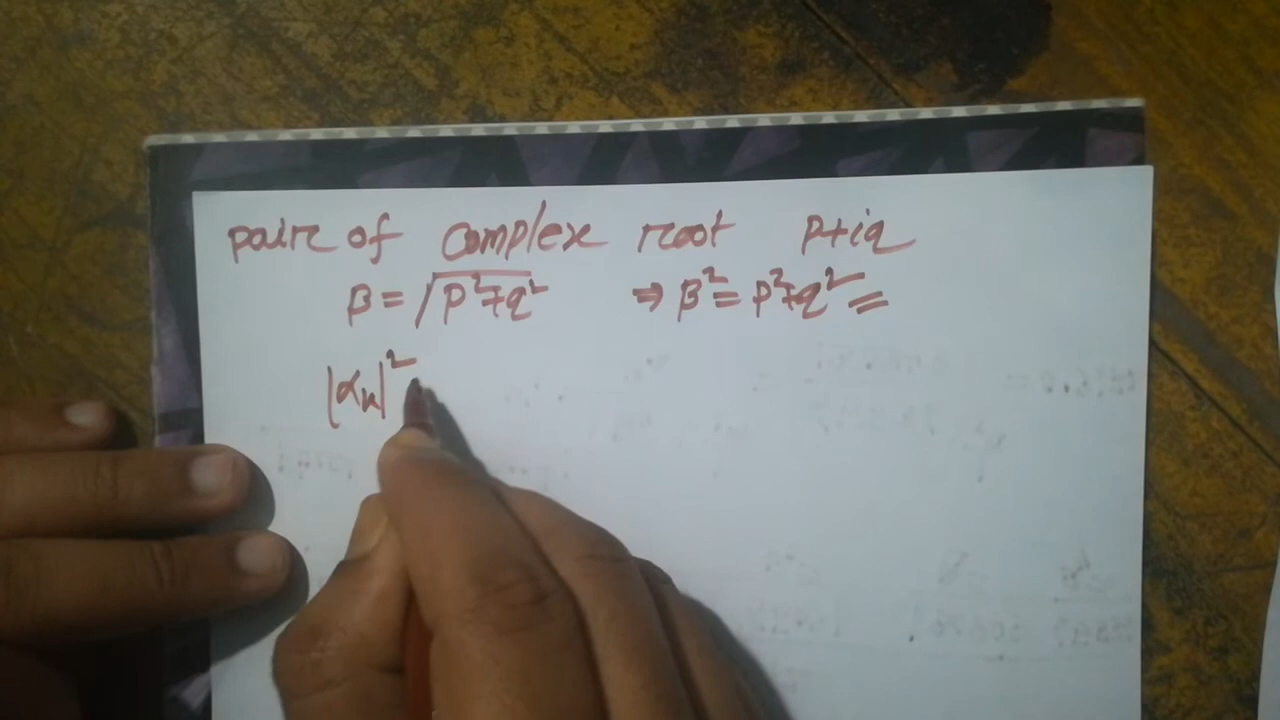 pair of complex root p+iq
β = √p²+q² ⇒ β² = p²+q² =
|αk|²